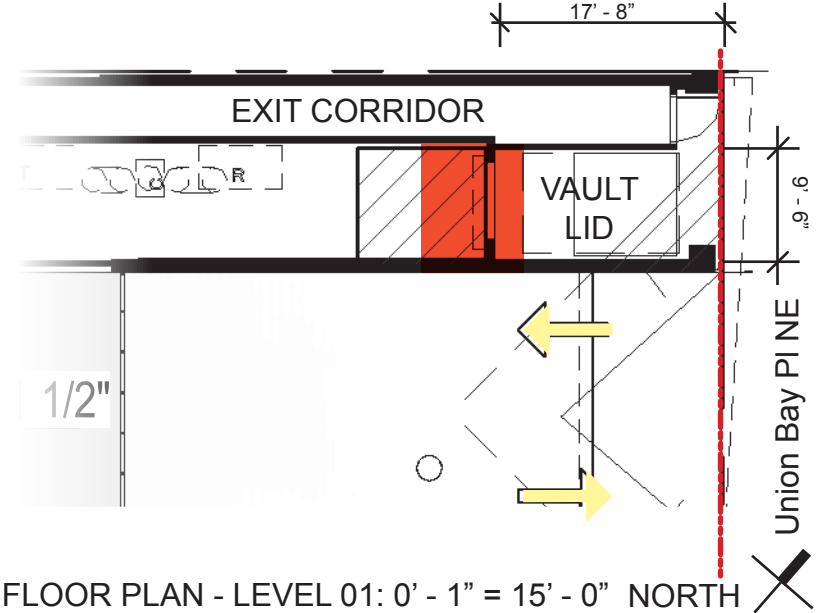 17’ - 8”
EXIT CORRIDOR
R
VAULT
LID
9’ - 6”
1/2"
Union Bay Pl NE
FLOOR PLAN - LEVEL 01: 0’ - 1” = 15’ - 0” NORTH